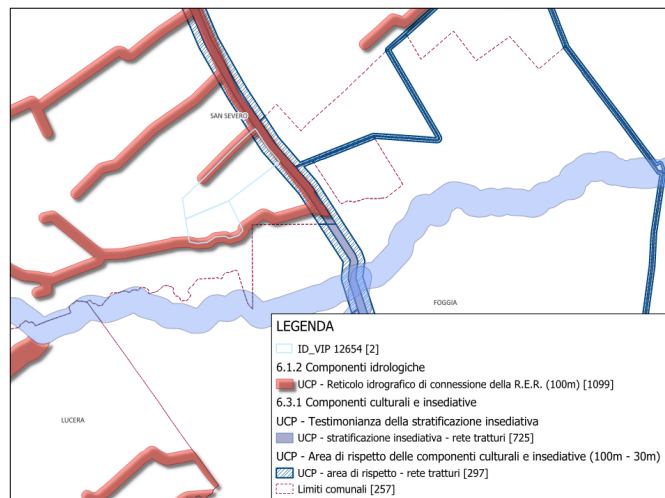 SAN SEVERO
FOGGIA
LUCERA
LEGENDA
ID_VIP 12654 [2]
6.1.2 Componenti idrologiche
UCP - Reticolo idrografico di connessione della R.E.R. (100m) [1099]
6.3.1 Componenti culturali e insediative
UCP - Testimonianza della stratificazione insediativa
UCP - stratificazione insediativa - rete tratturi [725]
UCP - Area di rispetto delle componenti culturali e insediative (100m - 30m)
UCP - area di rispetto - rete tratturi [297]
Limiti comunali [257]